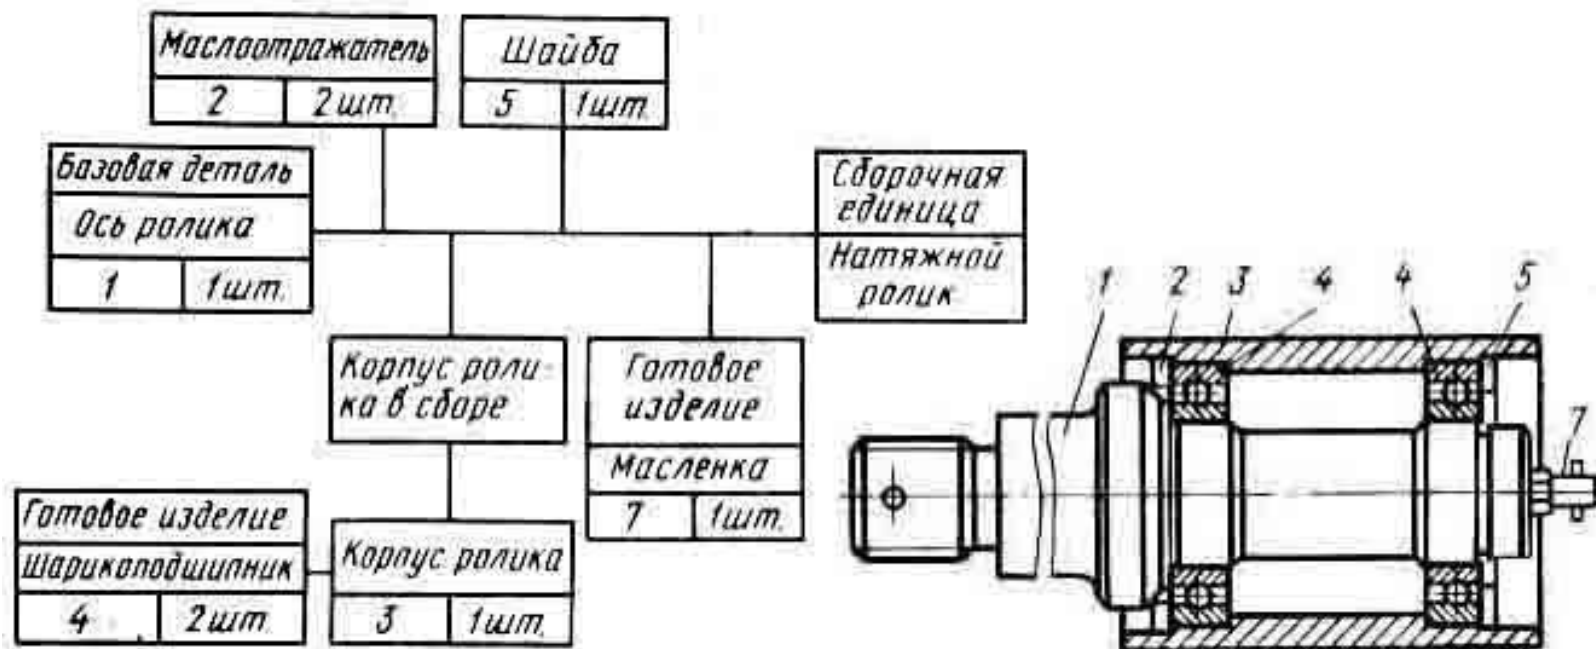 Маслоотражатель
2 2шт.
Шайба
5 1шт.
Базовая деталь
Ось ролика
1 1шт.
Сборочная
единица
Натяжной
ролик
Корпус роли-
ка в сборе
Готовое
изделие
Масленка
7 1шт.
Готовое изделие
Шарикоподшипник
4 2шт.
Корпус ролика
3 1шт.
1 2 3 4 4 5
7